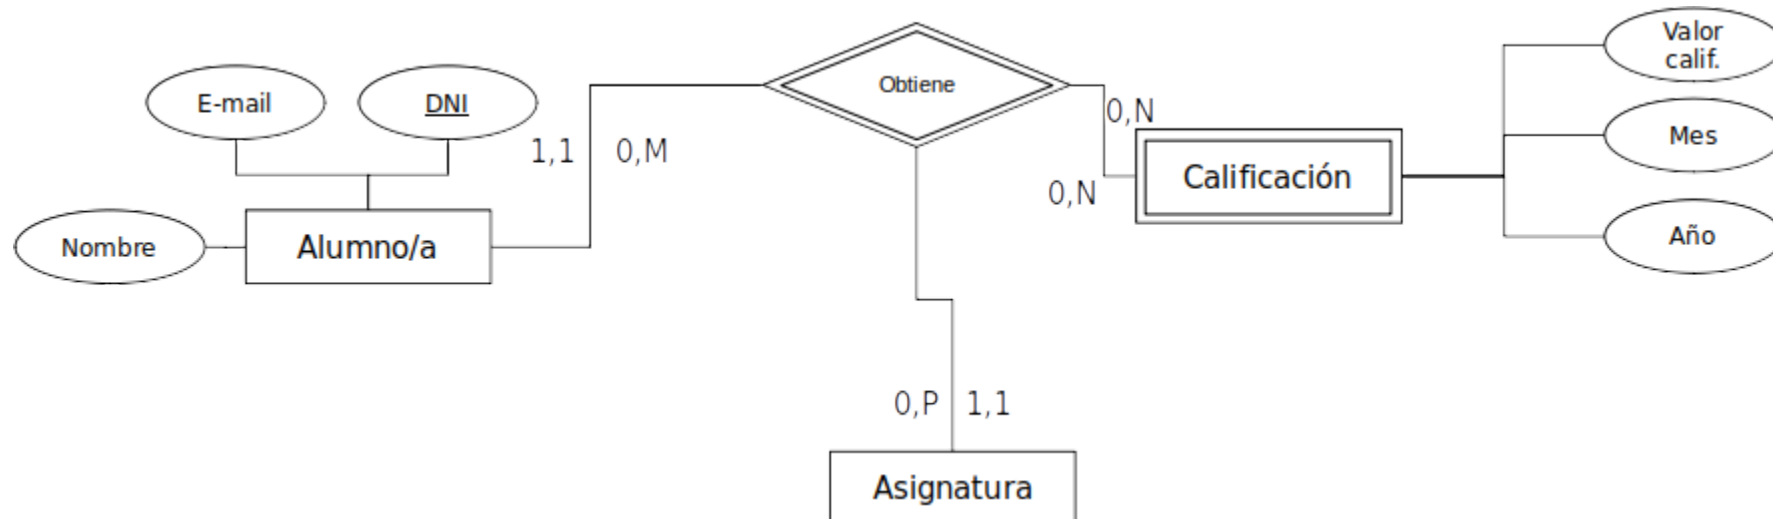 Valor
calif.
Obtiene
E-mail
DNI
0,N
Mes
1,1
0,M
Calificación
0,N
Nombre
Alumno/a
Año
0,P
1,1
Asignatura